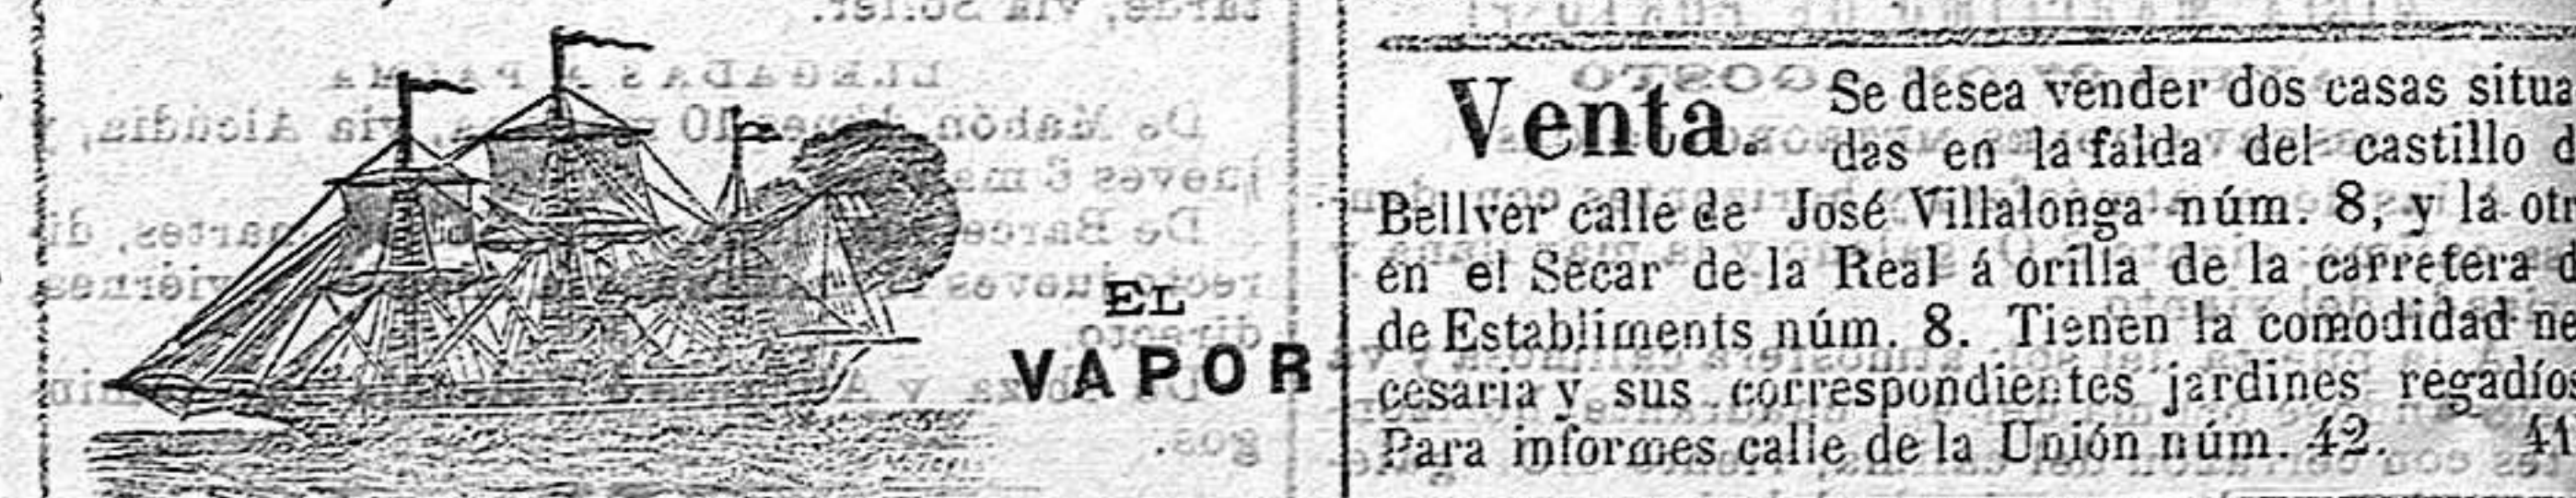 EL
VAPOR
Venta. Se desea vender dos casas situa
das en la falda del castillo d
Bellver calle de José Villalonga núm. 8, y la otr
en el Secar de la Real á orilla de la carretera d
de Establiments núm. 8. Tienen la comodidad ne
cesaria y sus correspondientes jardines regadíos
Para informes calle de la Unión núm. 42. 41